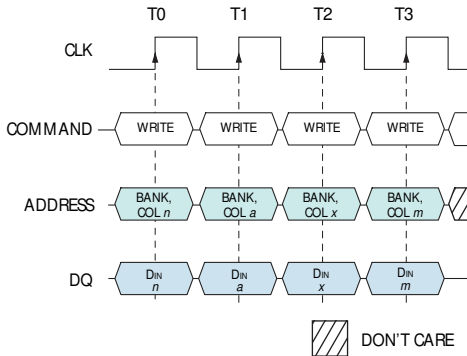 T0 T1 T2 T3
CLK
COMMAND WRITE WRITE WRITE WRITE
ADDRESS BANK, COL n BANK, COL a BANK, COL x BANK, COL m
DQ DIN n DIN a DIN x DIN m
DON'T CARE